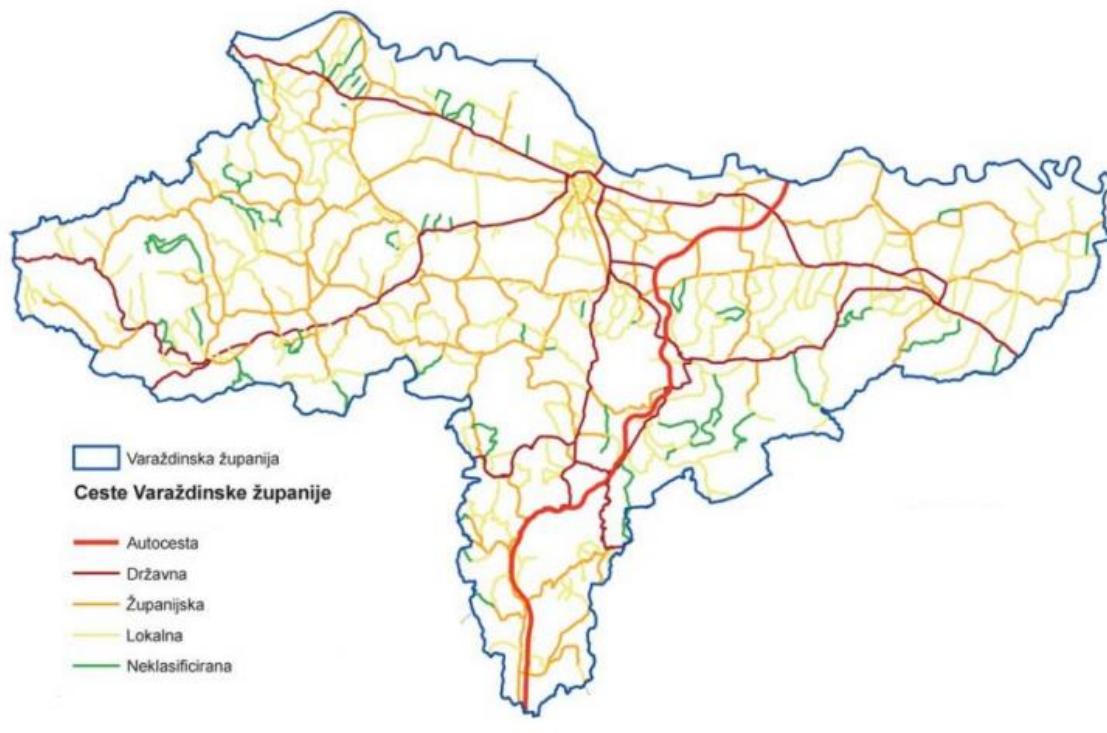 Varaždinska županija
Ceste Varaždinske županije
Autocesta
Državna
Županijska
Lokalna
Neklasificirana